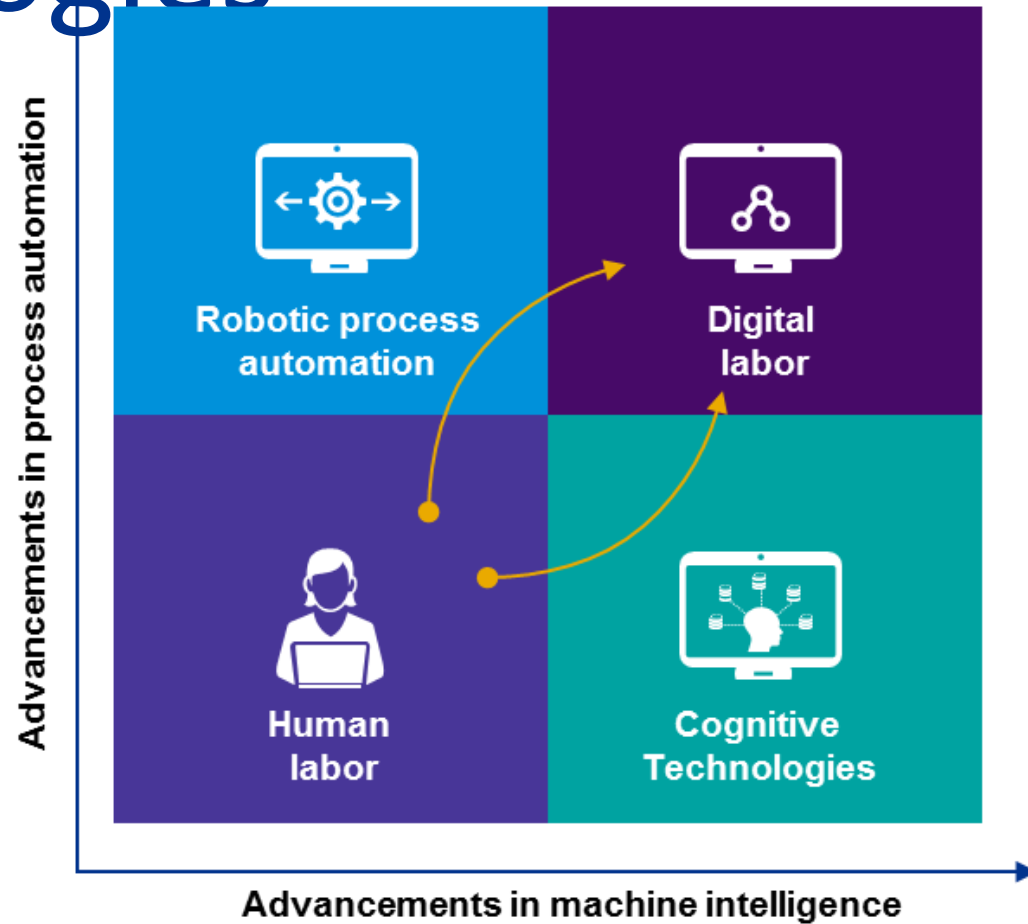 Advancements in process automation
Robotic process
automation
Digital
labor
Human
labor
Cognitive
Technologies
Advancements in machine intelligence